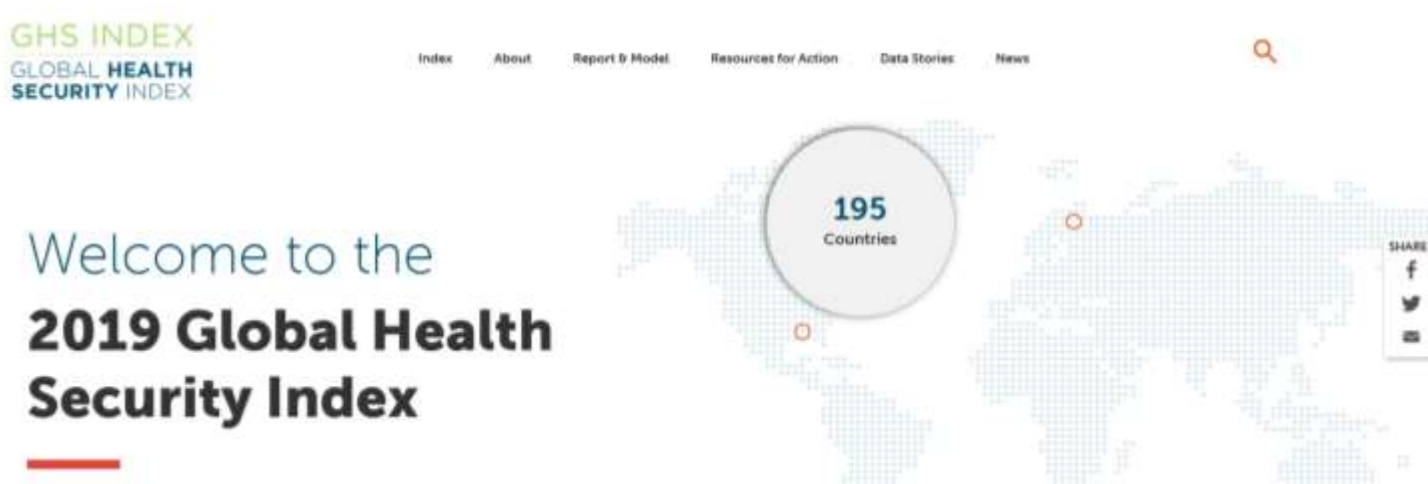 GHS INDEX
GLOBAL HEALTH
SECURITY INDEX
Index About Report & Model Resources for Action Data Stories News
195
Countries
Welcome to the
2019 Global Health
Security Index
SHARE